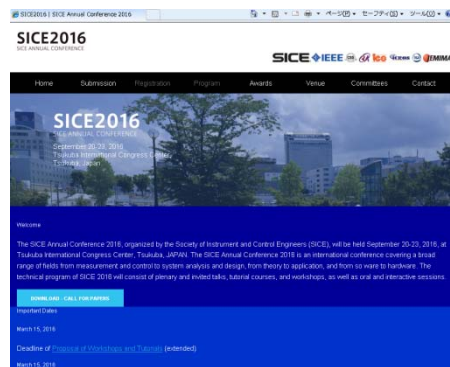 SICE2016 | SICE Annual Conference 2016
ページ(P) セーフティ(S) ツール(O)
SICE2016
SICE ANNUAL CONFERENCE
SICE IEEE
Home Submission Registration Program Awards Venue Committees Contact
SICE2016
SICE ANNUAL CONFERENCE
September 20-23, 2016
Tsukuba International Congress Center,
Tsukuba, Japan
Welcome
The SICE Annual Conference 2016, organized by the Society of Instrument and Control Engineers (SICE), will be held September 20-23, 2016, at
Tsukuba International Congress Center, Tsukuba, JAPAN. The SICE Annual Conference 2016 is an international conference covering a broad
range of fields from measurement and control to system analysis and design, from theory to application, and from so ware to hardware. The
technical program of SICE 2016 will consist of plenary and invited talks, tutorial courses, and workshops, as well as oral and interactive sessions.
DOWNLOAD - CALL FOR PAPERS
Important Dates
March 15, 2016
Deadline of Proposal of Workshops and Tutorials (extended)
March 15, 2016